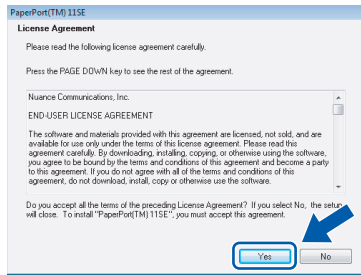 PaperPort(TM) 11SE
License Agreement
Please read the following license agreement carefully.
Press the PAGE DOWN key to see the rest of the agreement.
Nuance Communications, Inc.
END-USER LICENSE AGREEMENT
The software and materials provided with this agreement are licensed, not sold, and are
available for use only under the terms of this license agreement. Please read this
agreement carefully. By downloading, installing, copying, or otherwise using the software,
you agree to be bound by the terms and conditions of this agreement and become a party
to this agreement. If you do not agree with all of the terms and conditions of this
agreement, do not download, install, copy or otherwise use the software.
Do you accept all the terms of the preceding License Agreement? If you select No, the setup
will close. To install "PaperPort(TM) 11SE", you must accept this agreement.
Yes
No